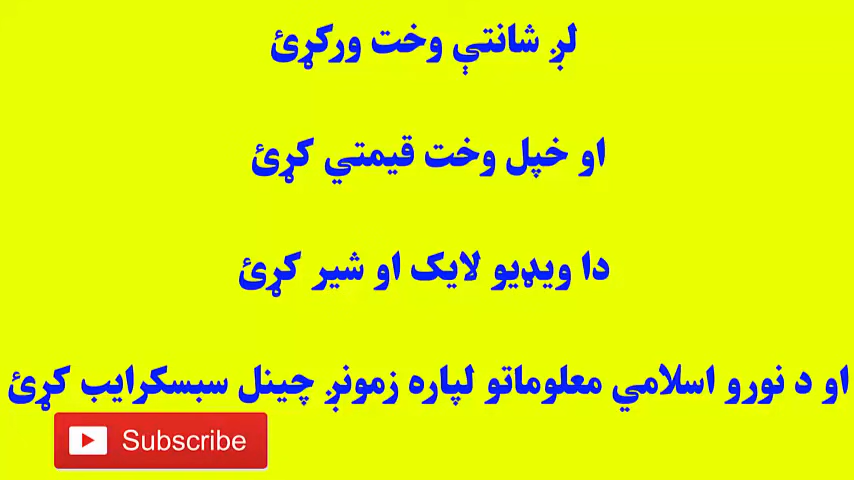 لږ شانتې وخت ورکړئ
او خپل وخت قیمتي کړئ
دا ویډیو لایک او شیر کړئ
او د نورو اسلامي معلوماتو لپاره زمونږ چینل سبسکرایب کړئ
Subscribe